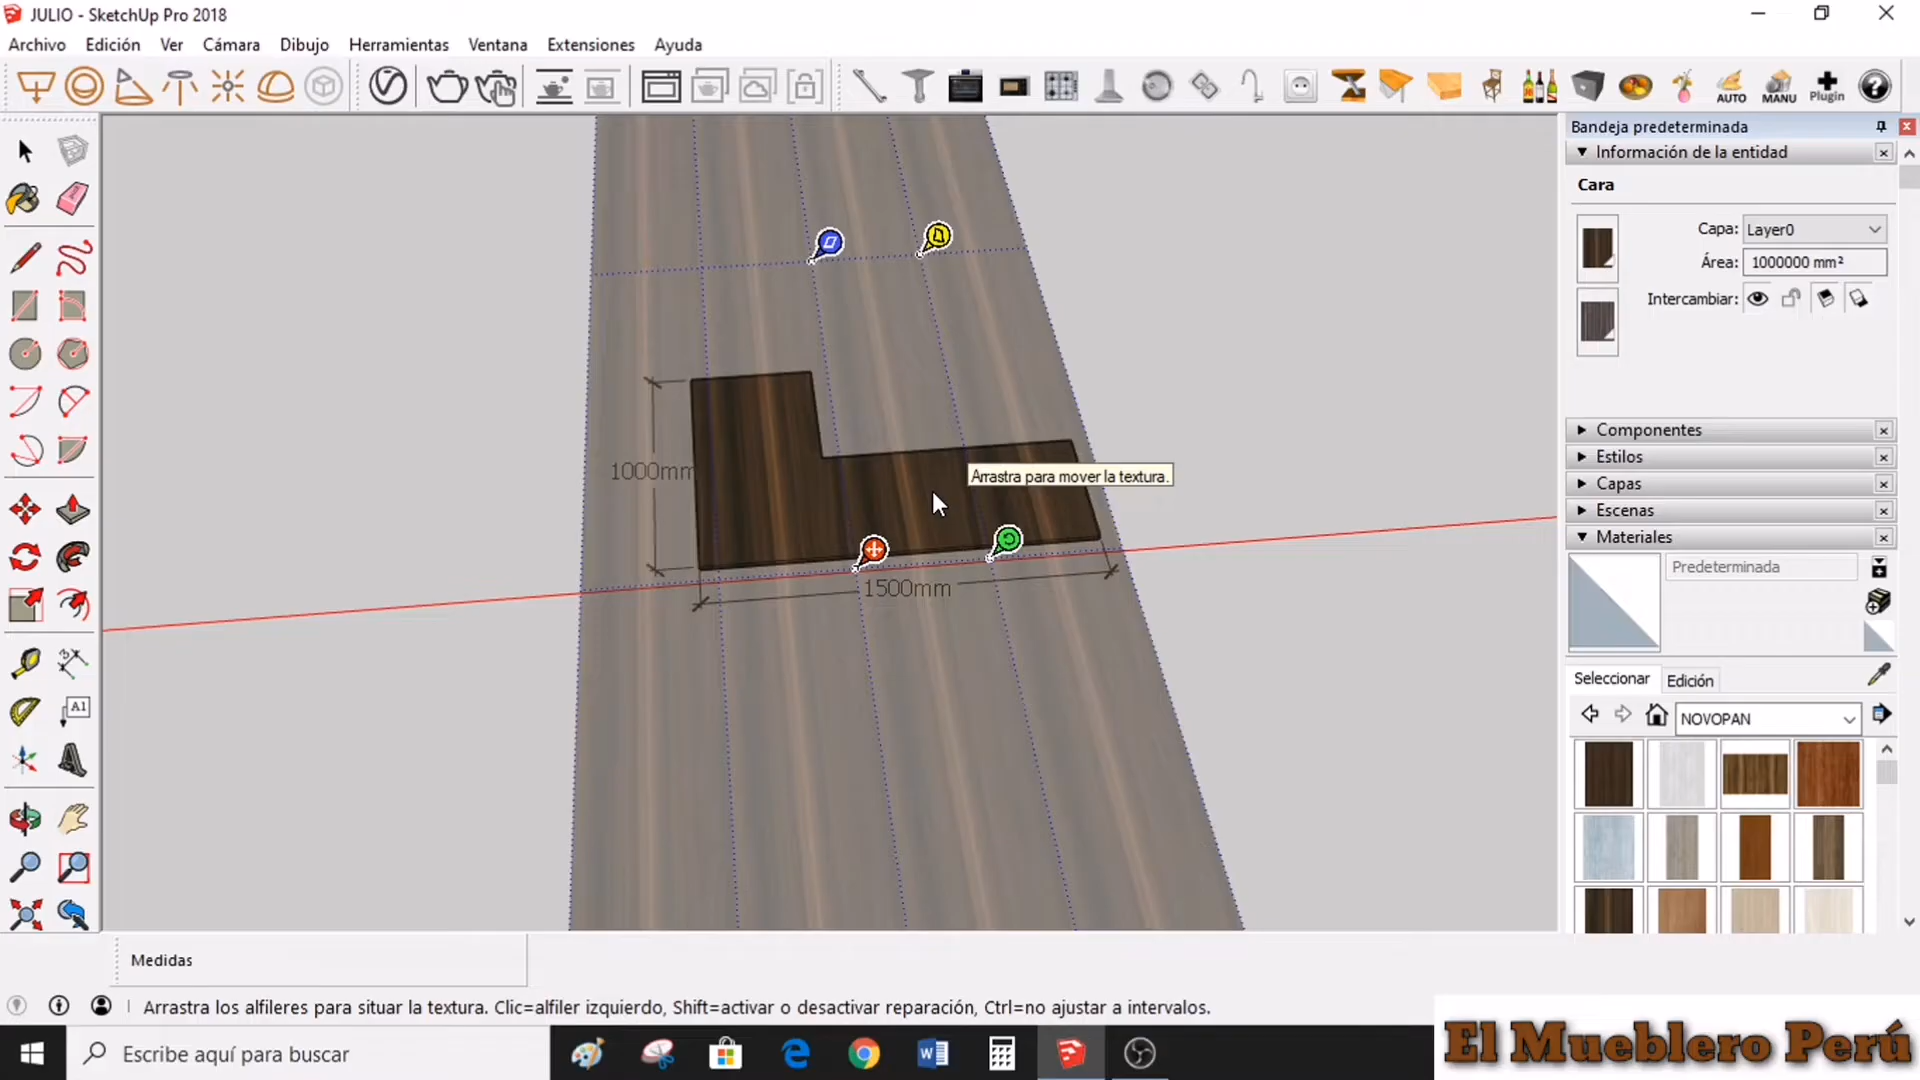 JULIO - SketchUp Pro 2018
Archivo Edición Ver Cámara Dibujo Herramientas Ventana Extensiones Ayuda
AUTO MANU Plugin
Bandeja predeterminada
Información de la entidad
Cara
Capa: Layer0
Área: 1000000 mm²
Intercambiar:
1000mm
Arrastra para mover la textura.
1500mm
A1
Componentes
Estilos
Capas
Escenas
Materiales
Predeterminada
Seleccionar Edición
NOVOPAN
Medidas
Arrastra los alfileres para situar la textura. Clic=alfiler izquierdo, Shift=activar o desactivar reparación, Ctrl=no ajustar a intervalos.
Escribe aquí para buscar
El Mueblero Perú